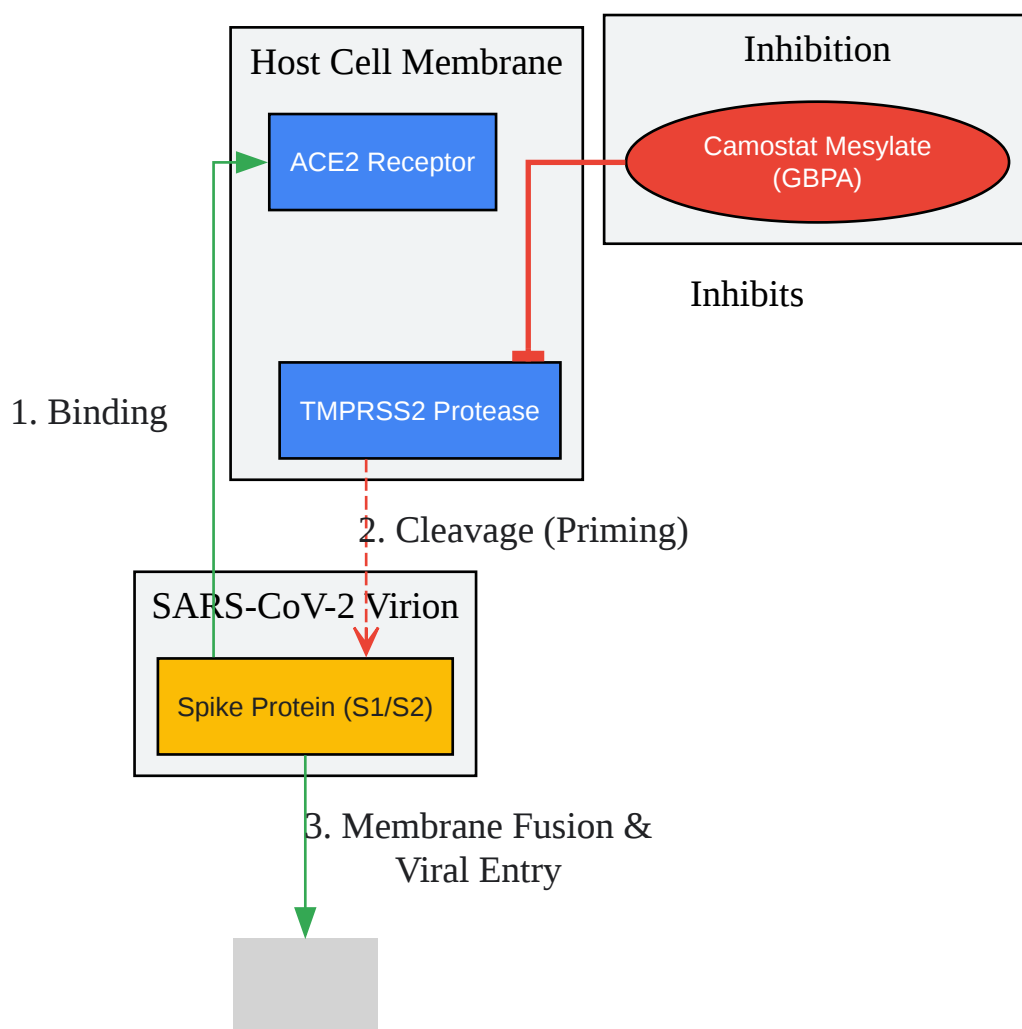 Host Cell Membrane
Inhibition
ACE2 Receptor
Camostat Mesylate
(GBPA)
Inhibits
TMPRSS2 Protease
1. Binding
2. Cleavage (Priming)
SARS-CoV-2 Virion
Spike Protein (S1/S2)
3. Membrane Fusion &
Viral Entry